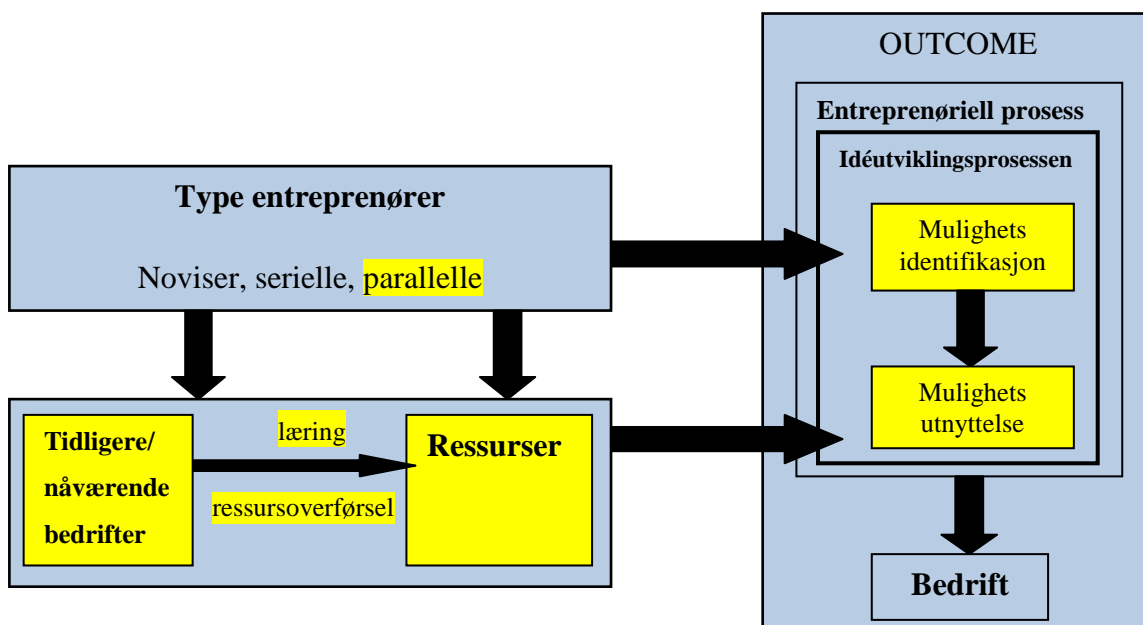 Type entreprenører
Noviser, serielle, parallelle
Tidligere/
nåværende
bedrifter
læring
ressursoverførsel
Ressurser
OUTCOME
Entreprenøriell prosess
Idéutviklingsprosessen
Mulighets
identifikasjon
Mulighets
utnyttelse
Bedrift